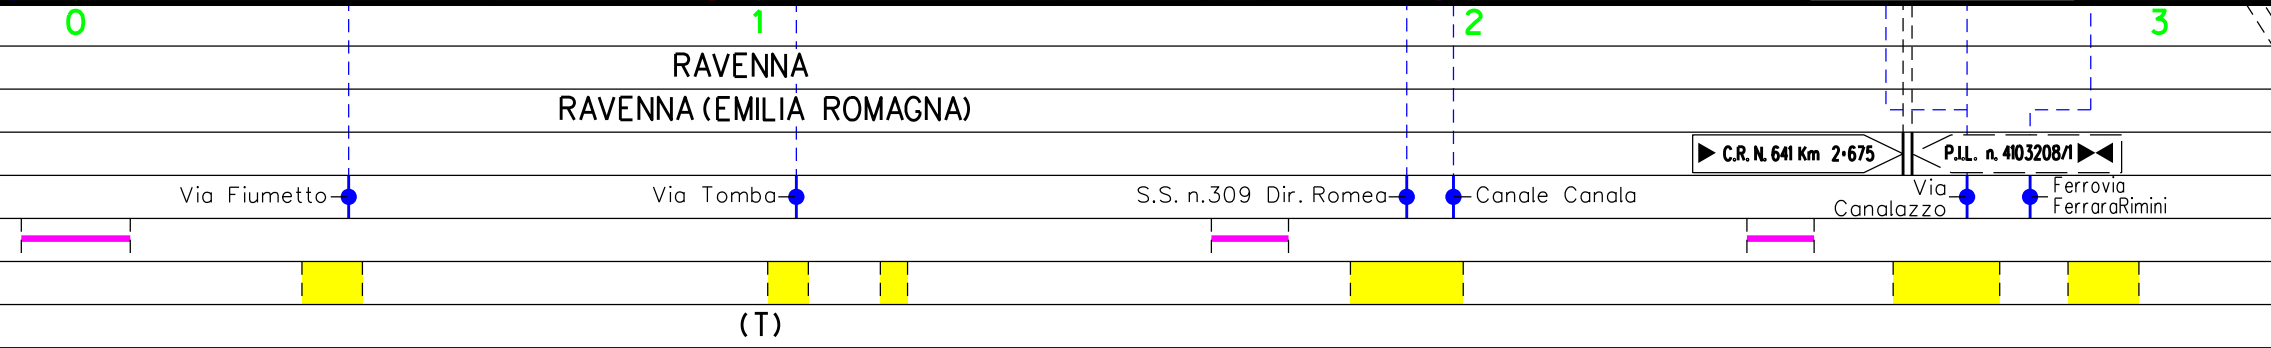 0 1 2 3
RAVENNA
RAVENNA (EMILIA ROMAGNA)
C.R. N. 641 Km 2+675 P.I.L. n. 4103208/1
Via Fiumetto Via Tomba S.S. n.309 Dir. Romea Canale Canala Via Canalazzo Ferrovia FerraraRimini
(T)